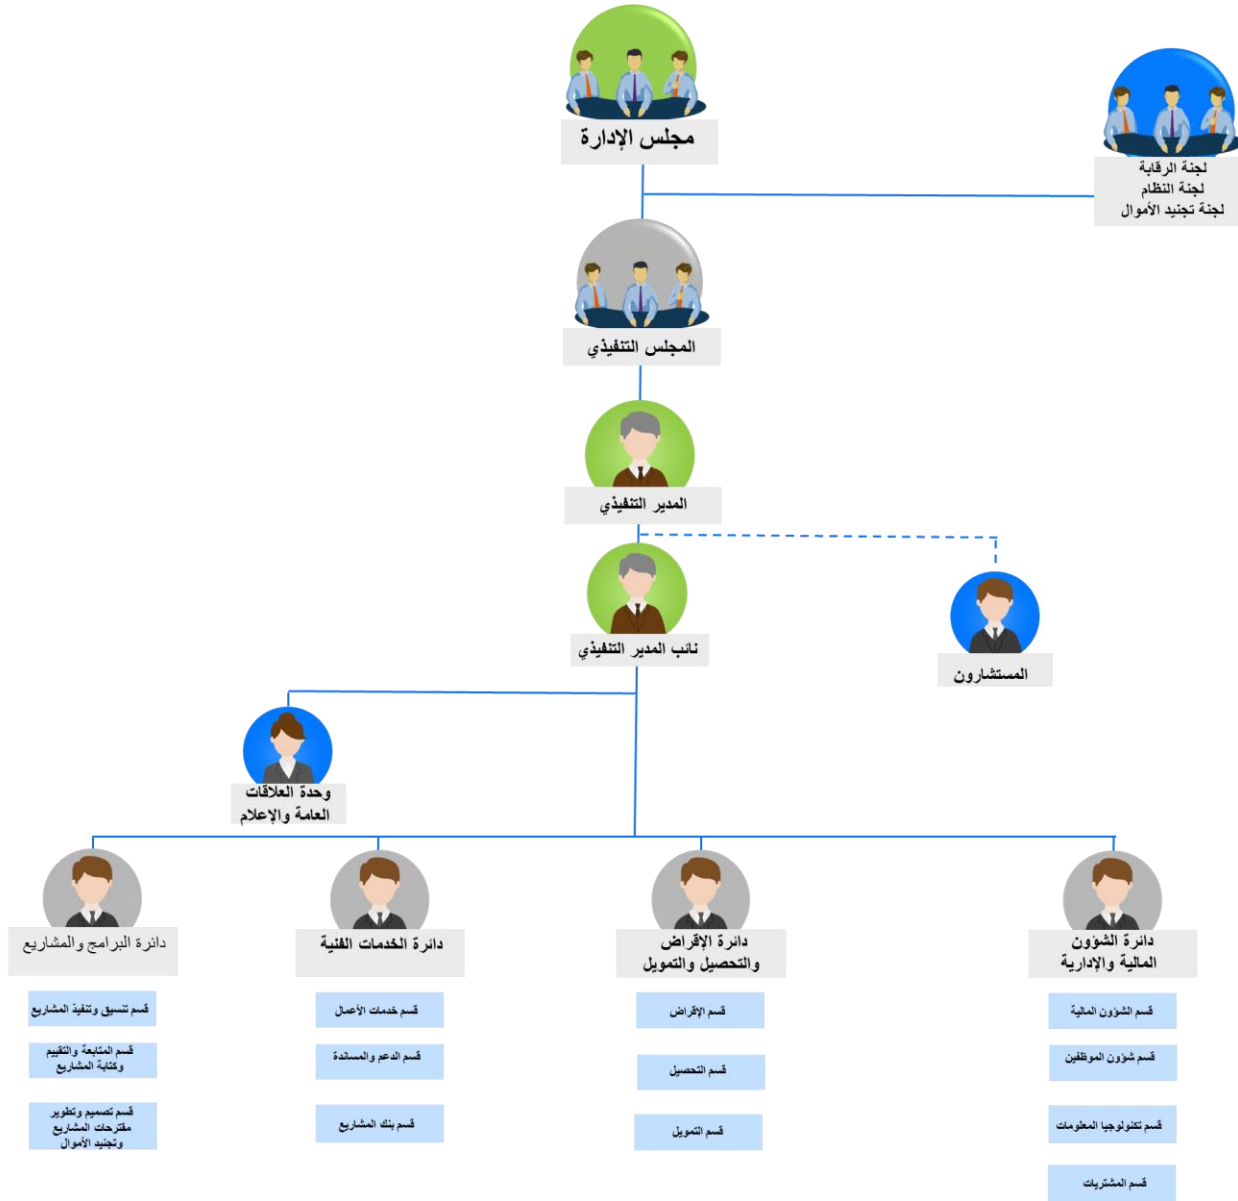 مجلس الإدارة
لجنة الرقابة
لجنة النظام
لجنة تجنيد الأموال
المجلس التنفيذي
المدير التنفيذي
نائب المدير التنفيذي
المستشارون
وحدة العلاقات
العامة والإعلام
دائرة الشؤون
المالية والإدارية
دائرة الإقراض
والتحصيل والتمويل
دائرة الخدمات الفنية
دائرة البرامج والمشاريع
قسم الشؤون المالية
قسم شؤون الموظفين
قسم تكنولوجيا المعلومات
قسم المشتريات
قسم الإقراض
قسم التحصيل
قسم التمويل
قسم خدمات الأعمال
قسم الدعم والمساندة
قسم بنك المشاريع
قسم تنسيق وتنفيذ المشاريع
قسم المتابعة والتقييم
وكتابة المشاريع
قسم تصميم وتطوير
مقترحات المشاريع
وتجنيد الأموال